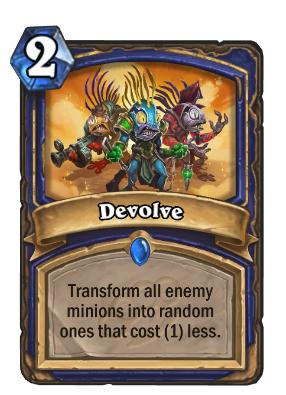 2
Devolve
Transform all enemy
minions into random
ones that cost (1) less.